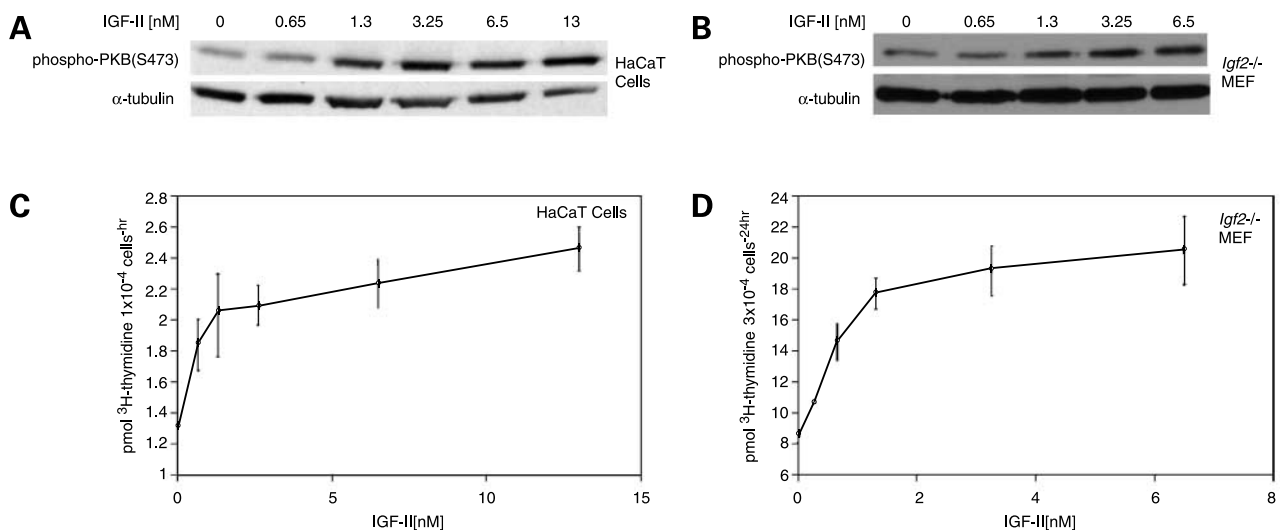 A
IGF-II [nM] 0 0.65 1.3 3.25 6.5 13
phospho-PKB(S473)
α-tubulin
HaCaT
Cells
B
IGF-II [nM] 0 0.65 1.3 3.25 6.5
phospho-PKB(S473)
α-tubulin
Igf2-/-
MEF
C
HaCaT Cells
pmol ³H-thymidine 1x10⁻⁴ cells⁻ʰʳ
2.8
2.6
2.4
2.2
2
1.8
1.6
1.4
1.2
1
0 5 10 15
IGF-II[nM]
D
Igf2-/-
MEF
pmol ³H-thymidine 3x10⁻⁴ cells⁻²⁴ʰʳ
24
22
20
18
16
14
12
10
8
6
0 2 4 6 8
IGF-II[nM]